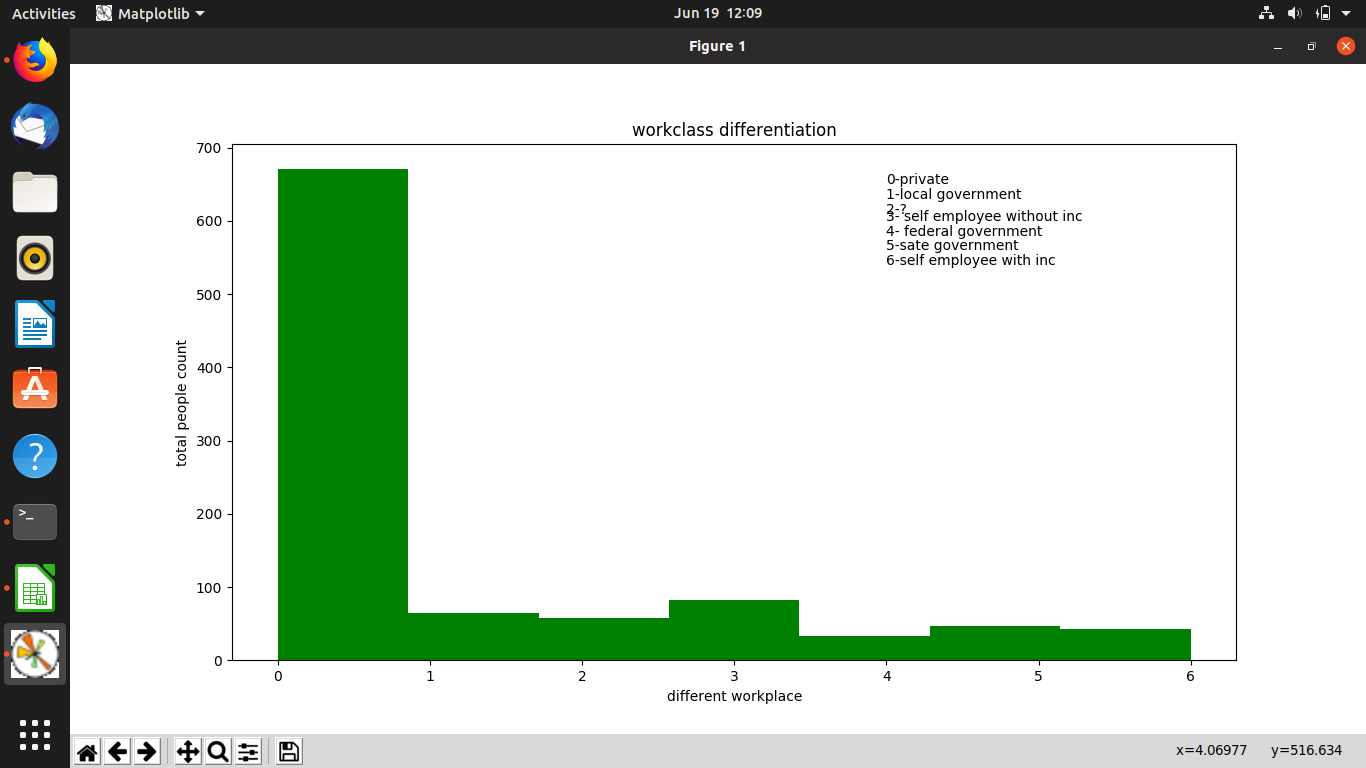 Activities
Matplotlib
Jun 19 12:09
Figure 1
workclass differentiation
700
600
500
400
300
200
100
0
total people count
0-private
1-local government
2-?
3- self employee without inc
4- federal government
5-sate government
6-self employee with inc
0 1 2 3 4 5 6
different workplace
x=4.06977 y=516.634